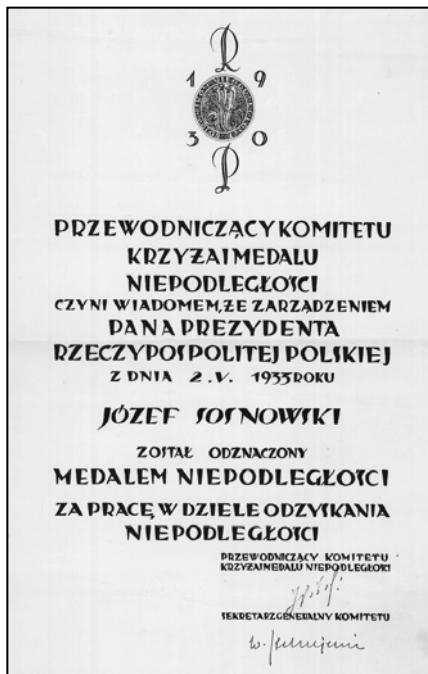 R
19
30
P
PRZEWODNICZĄCY KOMITETU
KRZYŻA I MEDALU
NIEPODLEGŁOŚCI
CZYNI WIADOMEM, ŻE ZARZĄDZENIEM
PANA PREZYDENTA
RZECZYPOSPOLITEJ POLSKIEJ
Z DNIA 2.V. 1933 ROKU
JÓZEF SOSNOWSKI
ZOSTAŁ ODZNACZONY
MEDALEM NIEPODLEGŁOŚCI
ZA PRACĘ W DZIELE ODZYSKANIA
NIEPODLEGŁOŚCI
PRZEWODNICZĄCY KOMITETU
KRZYŻA I MEDALU NIEPODLEGŁOŚCI
SEKRETARZ GENERALNY KOMITETU